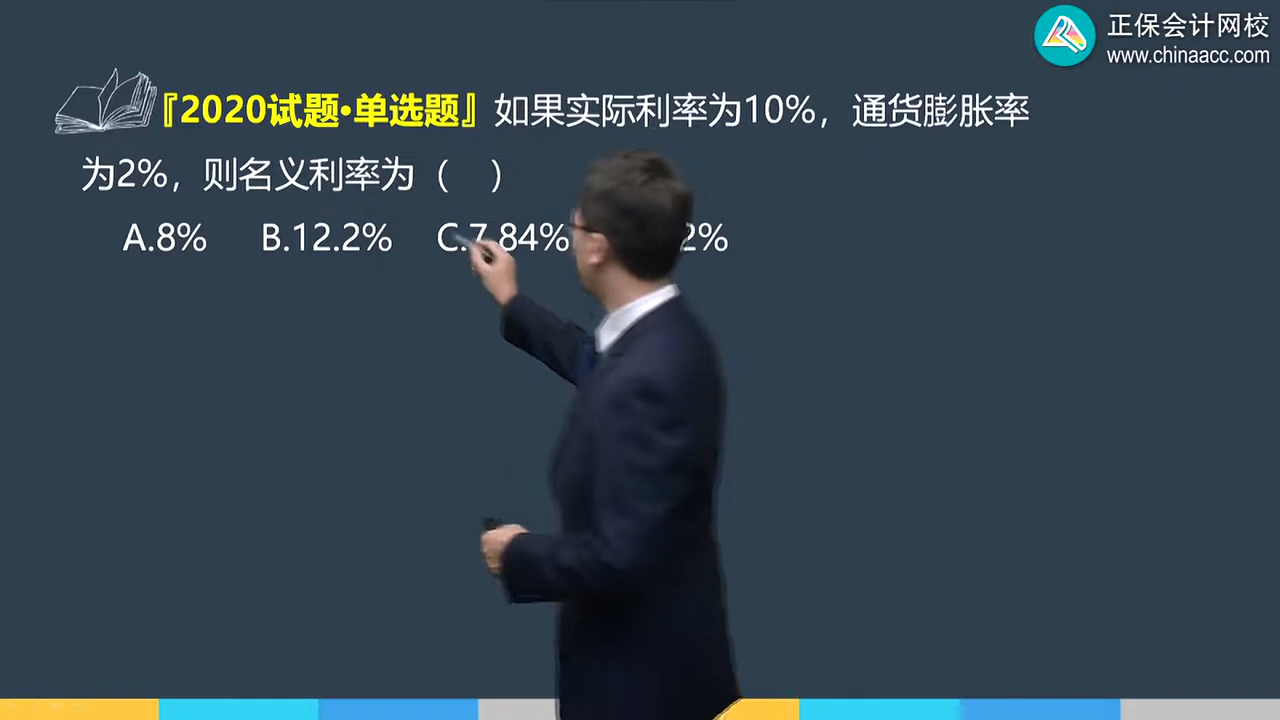 正保会计网校
www.chinaacc.com
『2020试题·单选题』如果实际利率为10%，通货膨胀率
为2%，则名义利率为（ ）
A.8% B.12.2% C.7.84% 2%